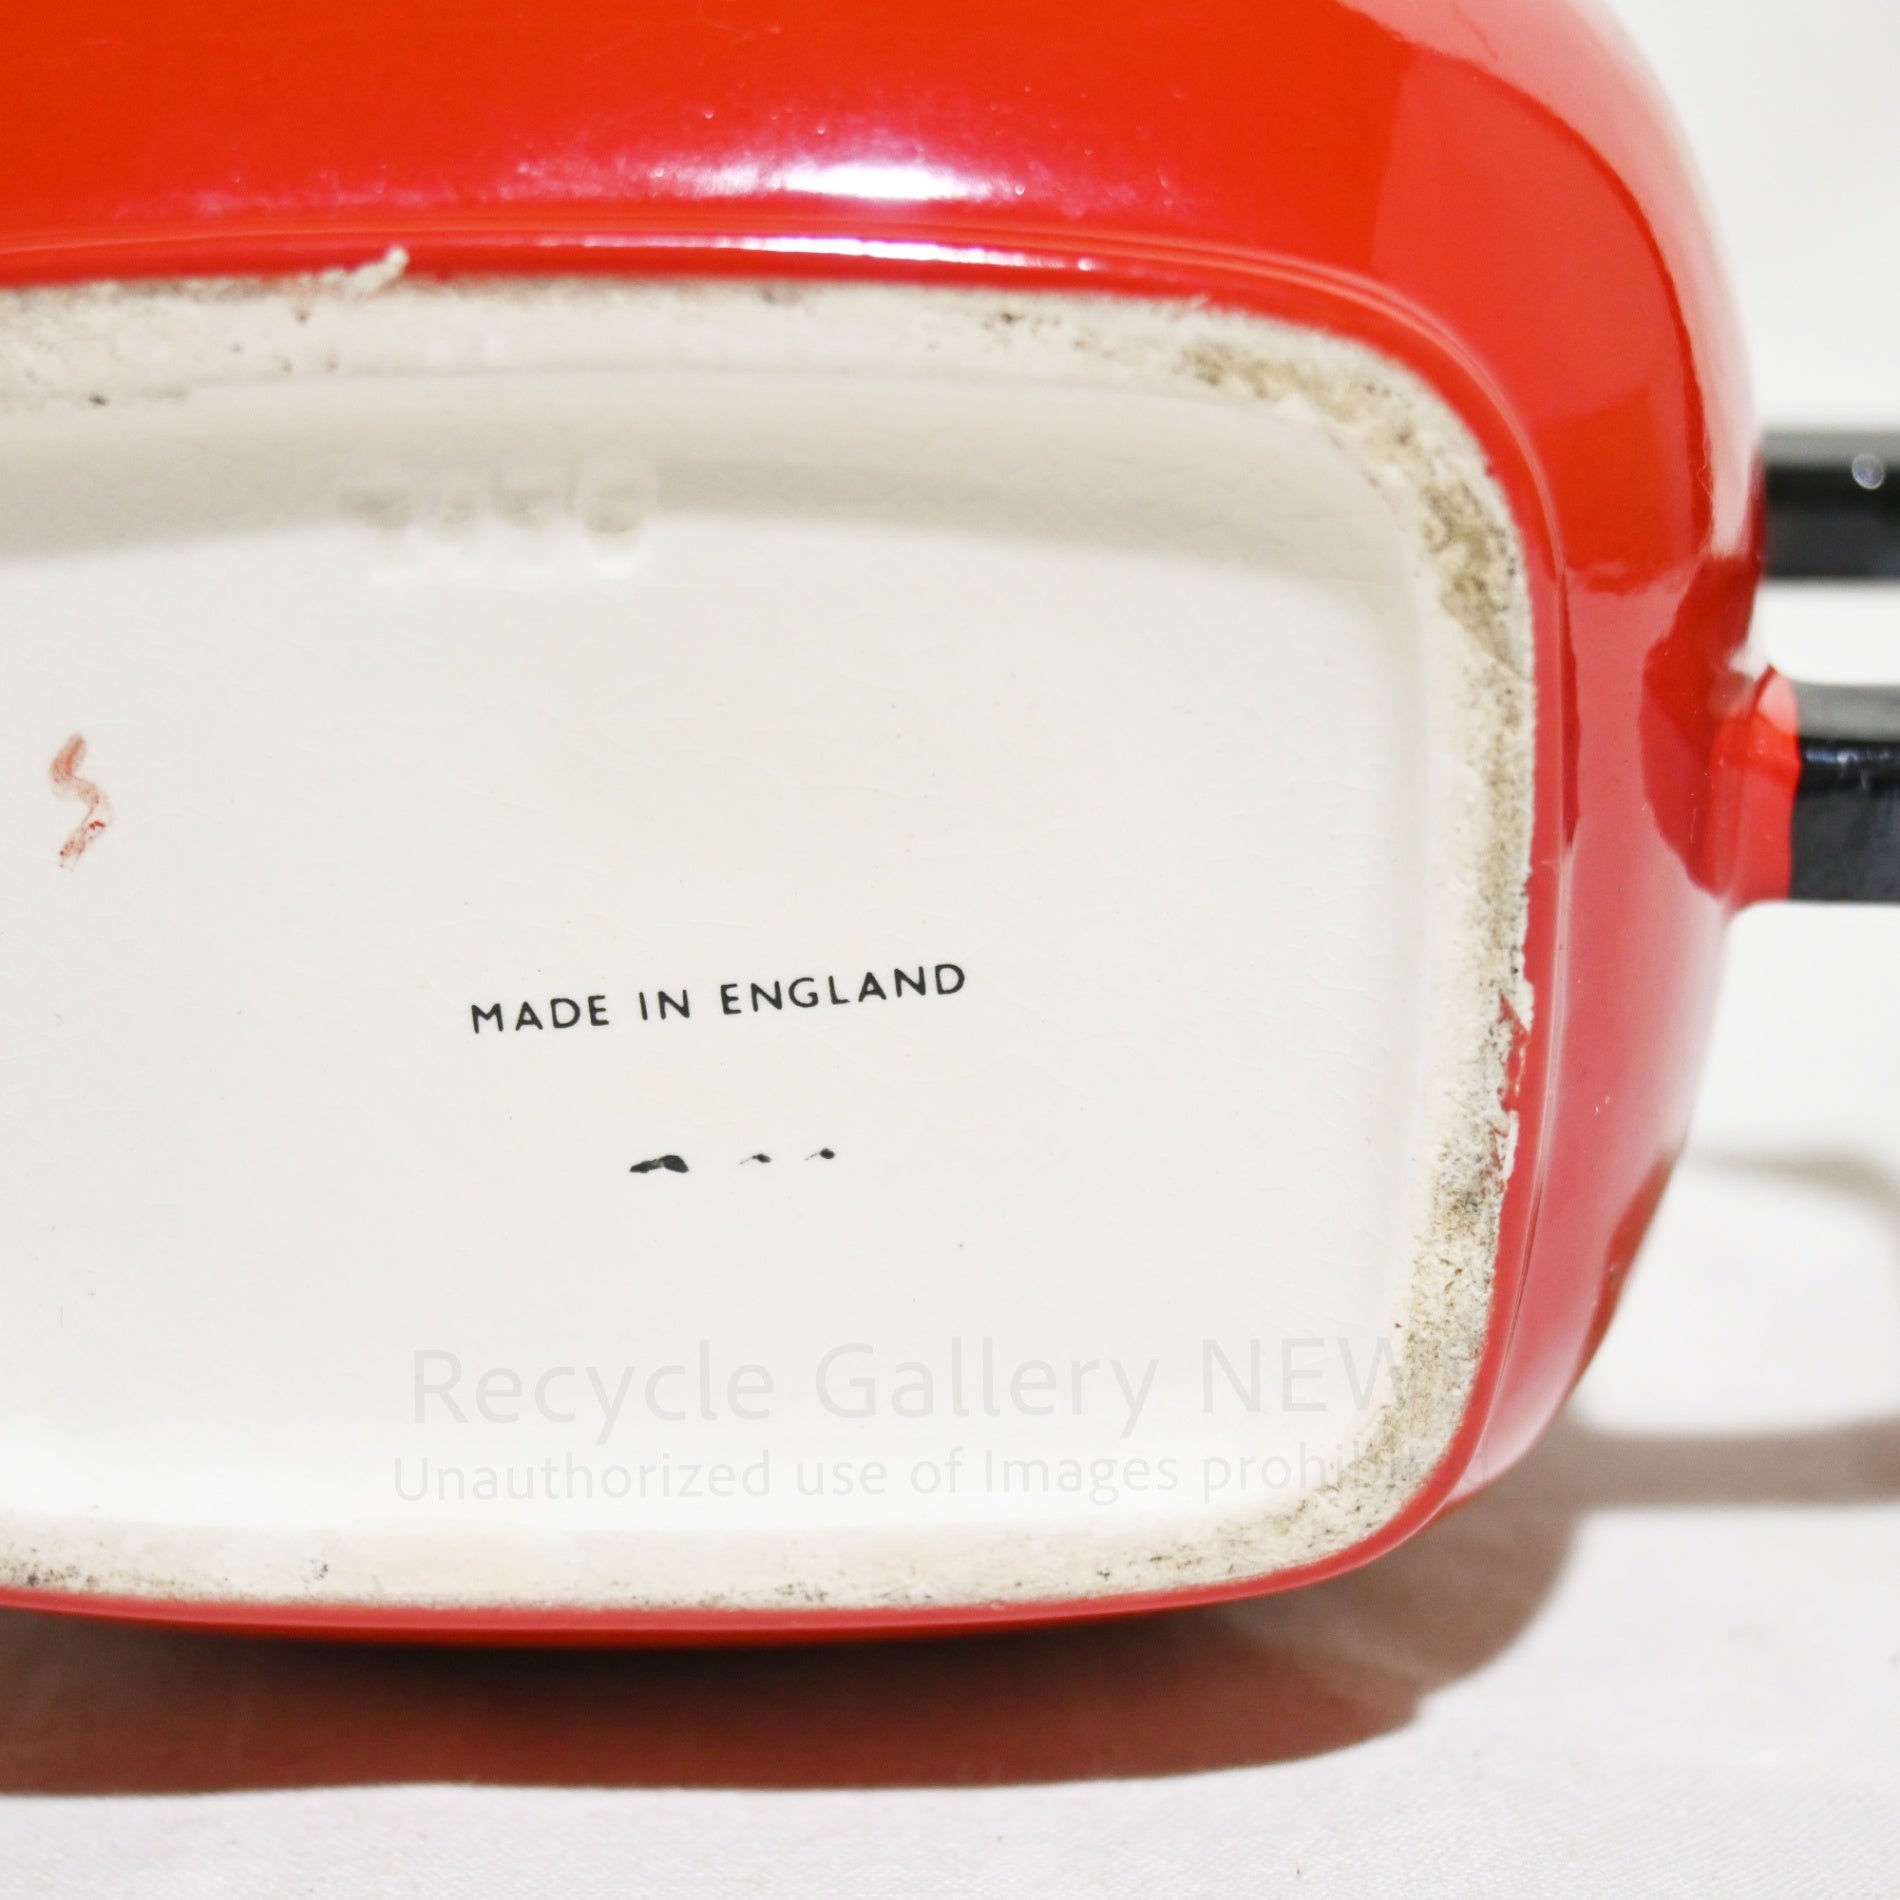 S
MADE IN ENGLAND
Recycle Gallery NEWS
Unauthorized use of Images prohibited